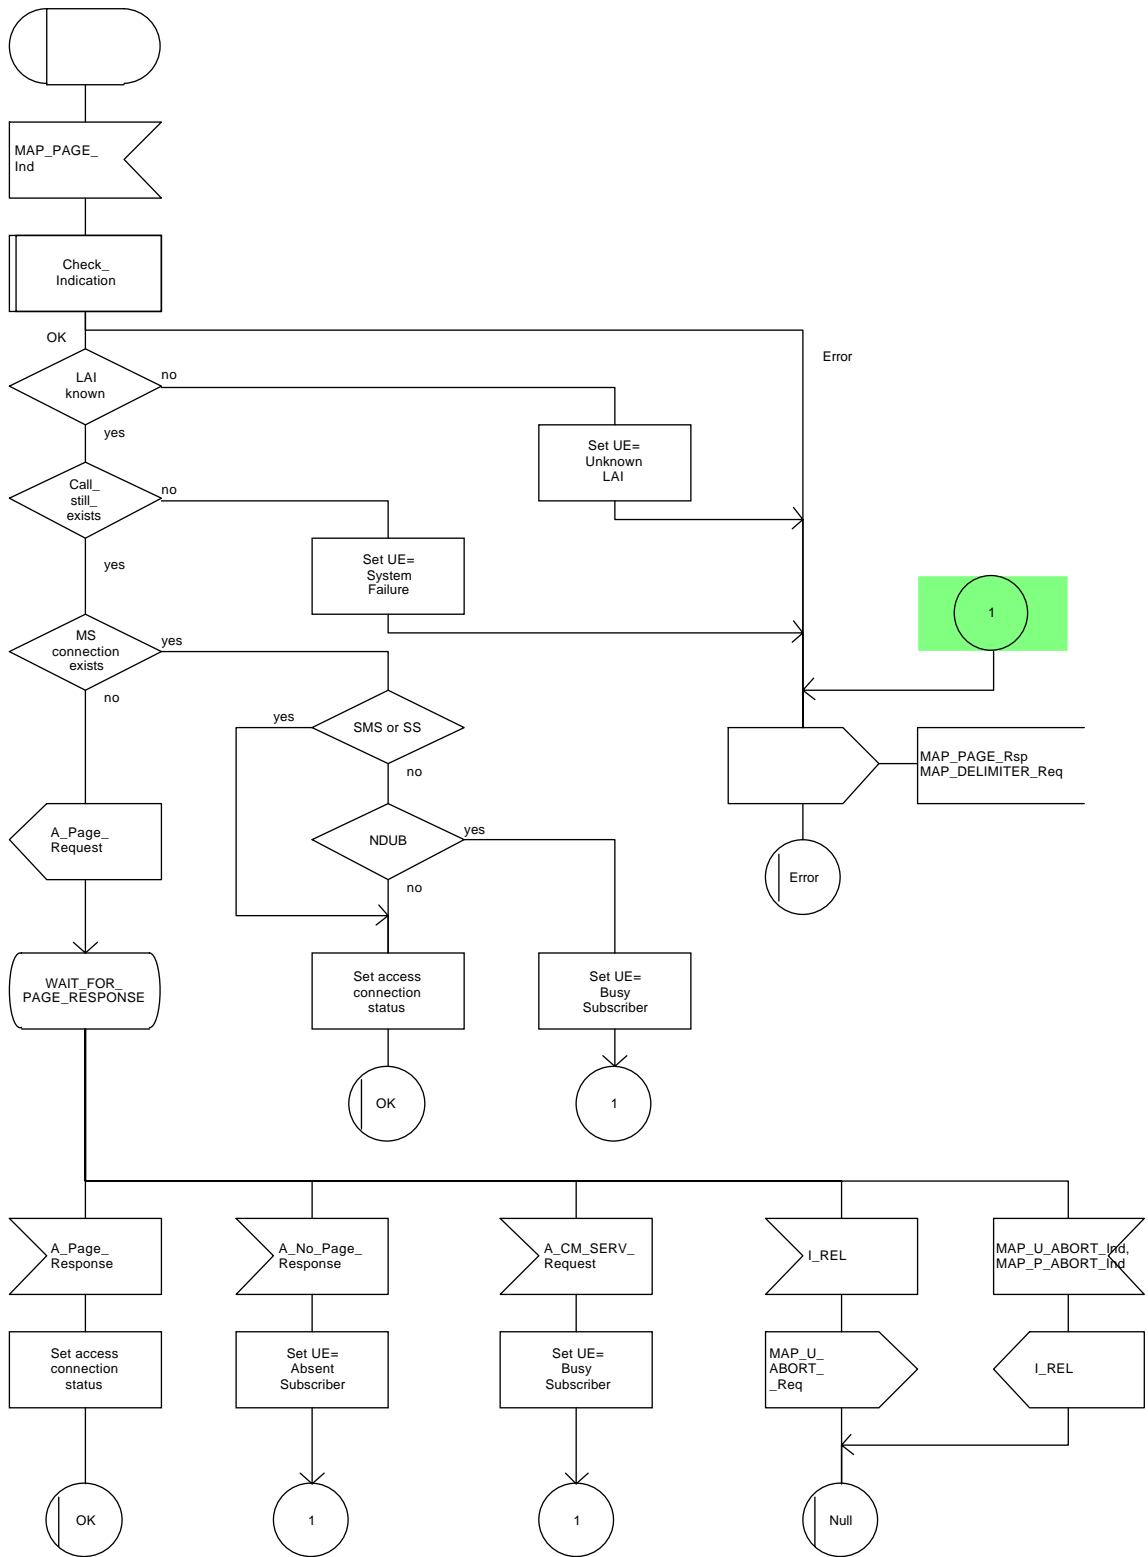 MAP_PAGE_
Ind
Check_
Indication
OK
Error
LAI
known
no
yes
Set UE=
Unknown
LAI
Call_
still_
exists
no
yes
Set UE=
System
Failure
1
MS
connection
exists
yes
no
yes
SMS or SS
no
MAP_PAGE_Rsp
MAP_DELIMITER_Req
A_Page_
Request
NDUB
yes
no
Error
WAIT_FOR_
PAGE_RESPONSE
Set access
connection
status
Set UE=
Busy
Subscriber
OK
1
A_Page_
Response
A_No_Page_
Response
A_CM_SERV_
Request
I_REL
MAP_U_ABORT_Ind,
MAP_P_ABORT_Ind
Set access
connection
status
Set UE=
Absent
Subscriber
Set UE=
Busy
Subscriber
MAP_U_
ABORT_
_Req
I_REL
OK
1
1
Null